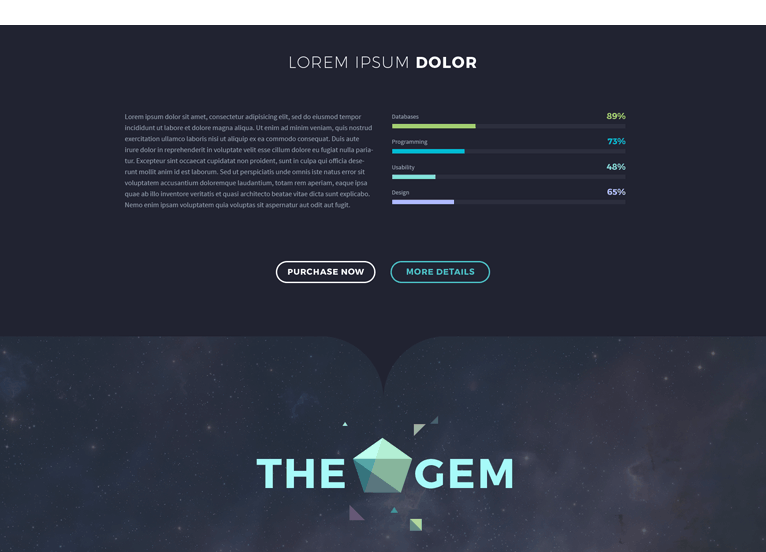 LOREM IPSUM DOLOR
Lorem ipsum dolor sit amet, consectetur adipisicing elit, sed do eiusmod tempor
incididunt ut labore et dolore magna aliqua. Ut enim ad minim veniam, quis nostrud
exercitation ullamco laboris nisi ut aliquip ex ea commodo consequat. Duis aute
irure dolor in reprehenderit in voluptate velit esse cillum dolore eu fugiat nulla paria-
tur. Excepteur sint occaecat cupidatat non proident, sunt in culpa qui officia dese-
runt mollit anim id est laborum. Sed ut perspiciatis unde omnis iste natus error sit
voluptatem accusantium doloremque laudantium, totam rem aperiam, eaque ipsa
quae ab illo inventore veritatis et quasi architecto beatae vitae dicta sunt explicabo.
Nemo enim ipsam voluptatem quia voluptas sit aspernatur aut odit aut fugit.
Databases 89%
Programming 73%
Usability 48%
Design 65%
PURCHASE NOW
MORE DETAILS
THE GEM